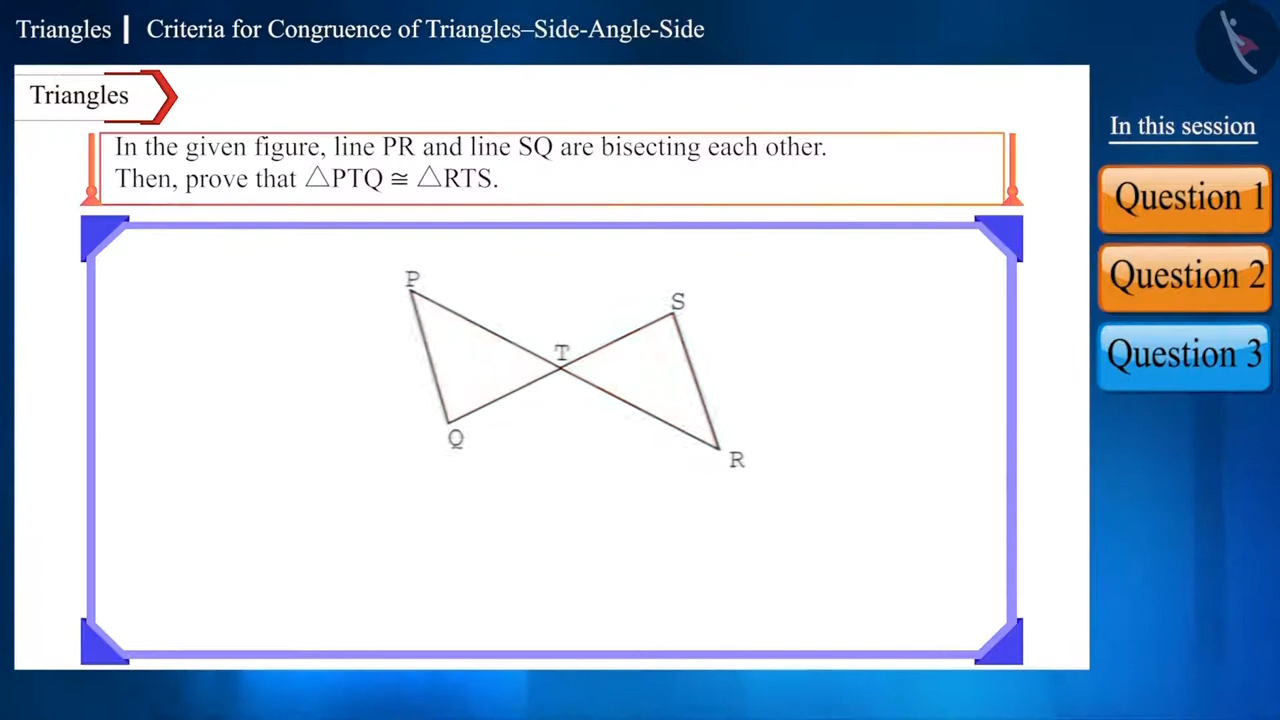 Triangles | Criteria for Congruence of Triangles–Side-Angle-Side
Triangles
In the given figure, line PR and line SQ are bisecting each other.
Then, prove that △PTQ ≅ △RTS.
P
S
T
Q
R
In this session
Question 1
Question 2
Question 3